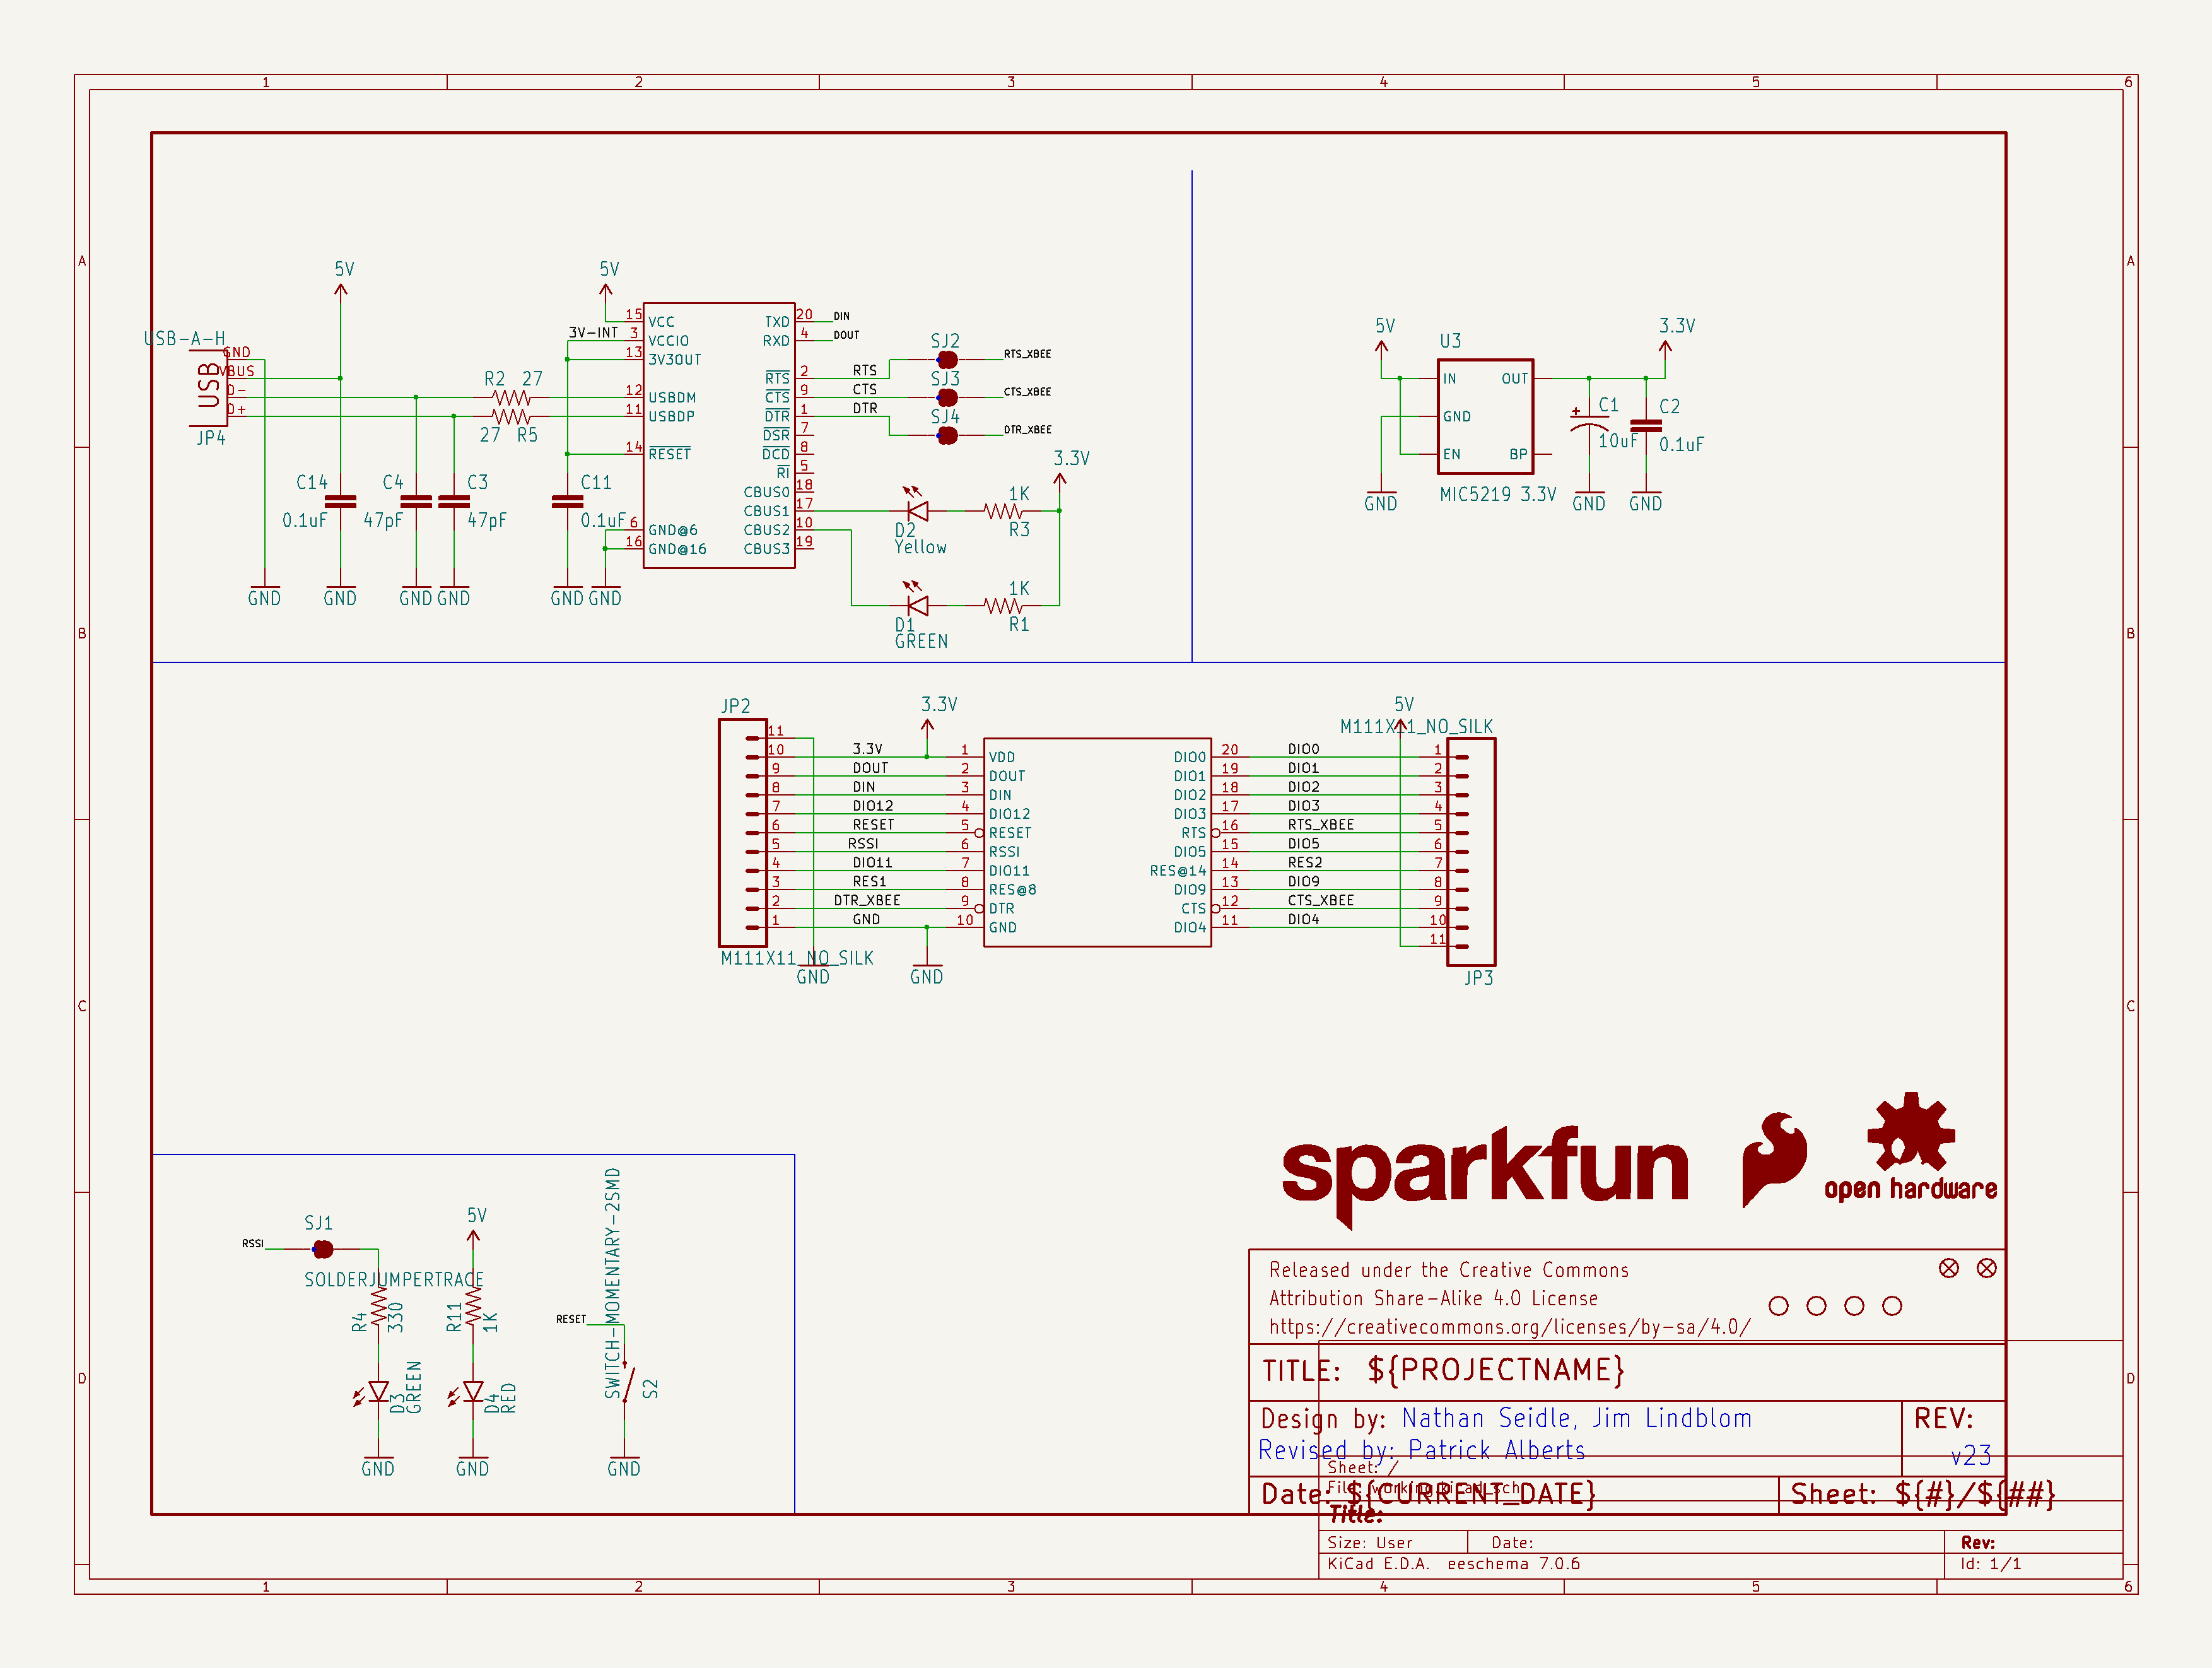 1 2 3 4 5 6
A A
B B
C C
D D
5V
5V
USB-A-H
GND
VBUS
D-
D+
USB
JP4
R2 27
27 R5
3V-INT
C14
0.1uF
C4
47pF
C3
47pF
C11
0.1uF
GND GND GND GND GND GND
15 VCC
3 VCCIO
13 3V3OUT
12 USBDM
11 USBDP
14 RESET
6 GND@6
16 GND@16
TXD 20 DIN
RXD 4 DOUT
RTS 2 RTS
CTS 9 CTS
DTR 1 DTR
DSR 7
DCD 8
RI 5
CBUS0 18
CBUS1 17
CBUS2 10
CBUS3 19
SJ2 RTS_XBEE
SJ3 CTS_XBEE
SJ4 DTR_XBEE
3.3V
1K
R3
D2
Yellow
1K
R1
D1
GREEN
5V
U3
3.3V
IN OUT
GND
EN BP
MIC5219 3.3V
C1
10uF
C2
0.1uF
GND GND GND
JP2
3.3V
5V
M111X11_NO_SILK
11
10 3.3V 1 VDD
9 DOUT 2 DOUT
8 DIN 3 DIN
7 DIO12 4 DIO12
6 RESET 5 RESET
5 RSSI 6 RSSI
4 DIO11 7 DIO11
3 RES1 8 RES@8
2 DTR_XBEE 9 DTR
1 GND 10 GND
M111X11_NO_SILK
GND GND
DIO0 20 DIO0 1
DIO1 19 DIO1 2
DIO2 18 DIO2 3
DIO3 17 DIO3 4
RTS 16 RTS_XBEE 5
DIO5 15 DIO5 6
RES@14 14 RES2 7
DIO9 13 DIO9 8
CTS 12 CTS_XBEE 9
DIO4 11 DIO4 10
11
JP3
RSSI
SJ1
SOLDERJUMPERTRACE
R4
330
D3
GREEN
GND
5V
R11
1K
D4
RED
GND
RESET
SWITCH-MOMENTARY-2SMD
S2
GND
sparkfun
open hardware
Released under the Creative Commons
Attribution Share-Alike 4.0 License
https://creativecommons.org/licenses/by-sa/4.0/
TITLE: ${PROJECTNAME}
Design by: Nathan Seidle, Jim Lindblom
REV:
Revised by: Patrick Alberts
v23
Sheet: /
File: working.kicad_sch
Date: ${CURRENT_DATE}
Sheet: ${#}/${##}
Title:
Size: User Date: Rev:
KiCad E.D.A. eeschema 7.0.6 Id: 1/1
1 2 3 4 5 6